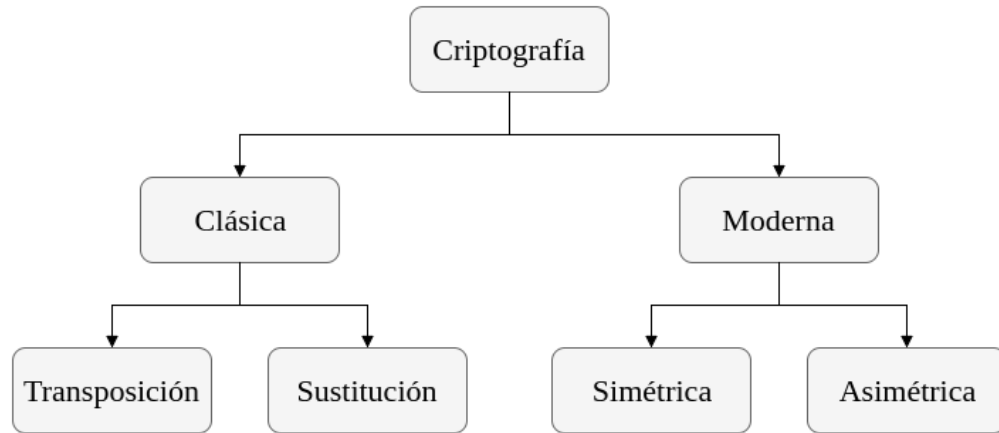 Criptografía
Clásica
Moderna
Transposición
Sustitución
Simétrica
Asimétrica